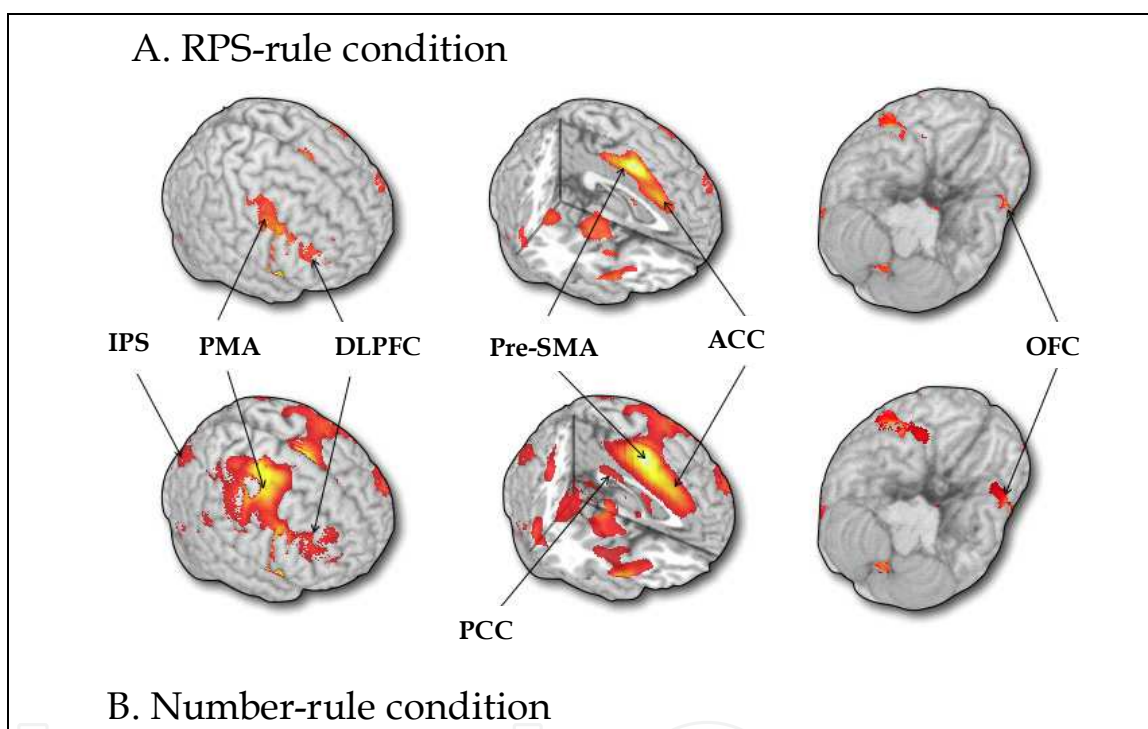 A. RPS-rule condition
IPS PMA DLPFC Pre-SMA ACC OFC
PCC
B. Number-rule condition